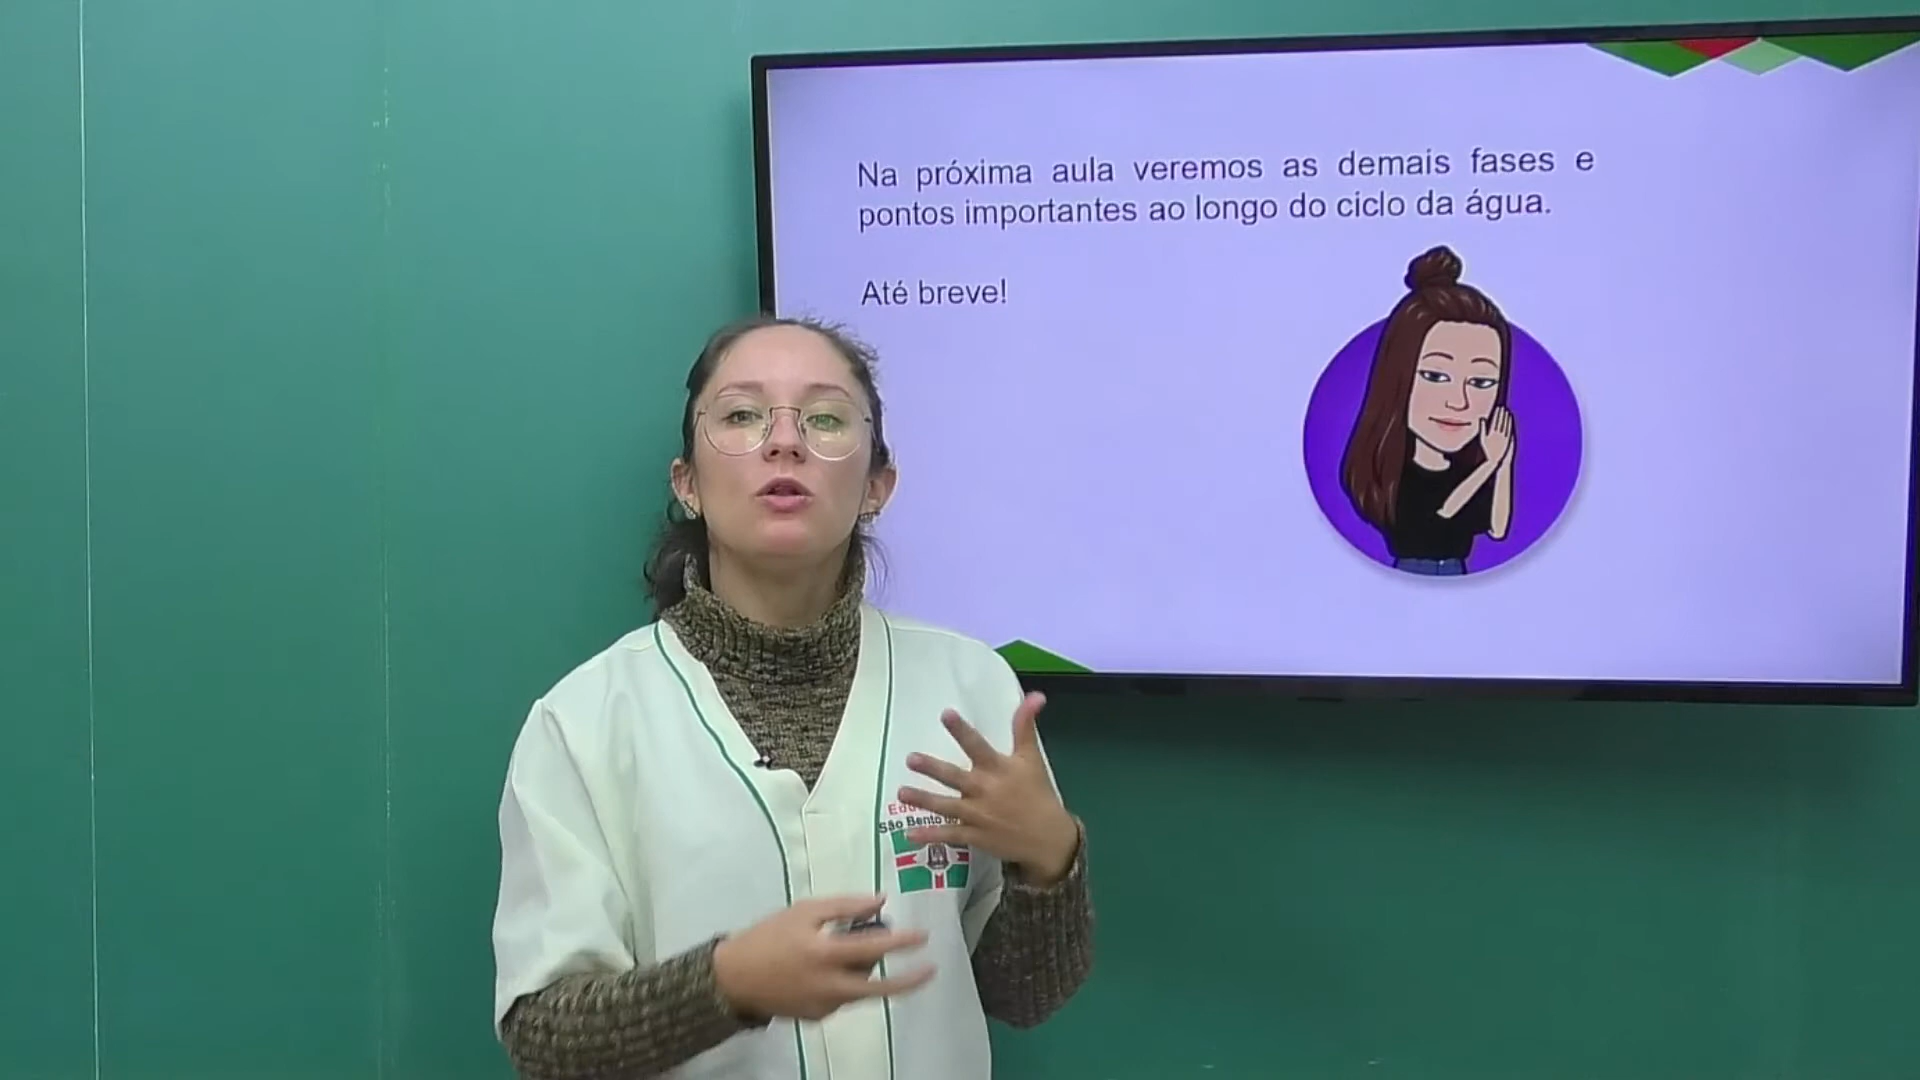 Na próxima aula veremos as demais fases e
pontos importantes ao longo do ciclo da água.
Até breve!
São Bento